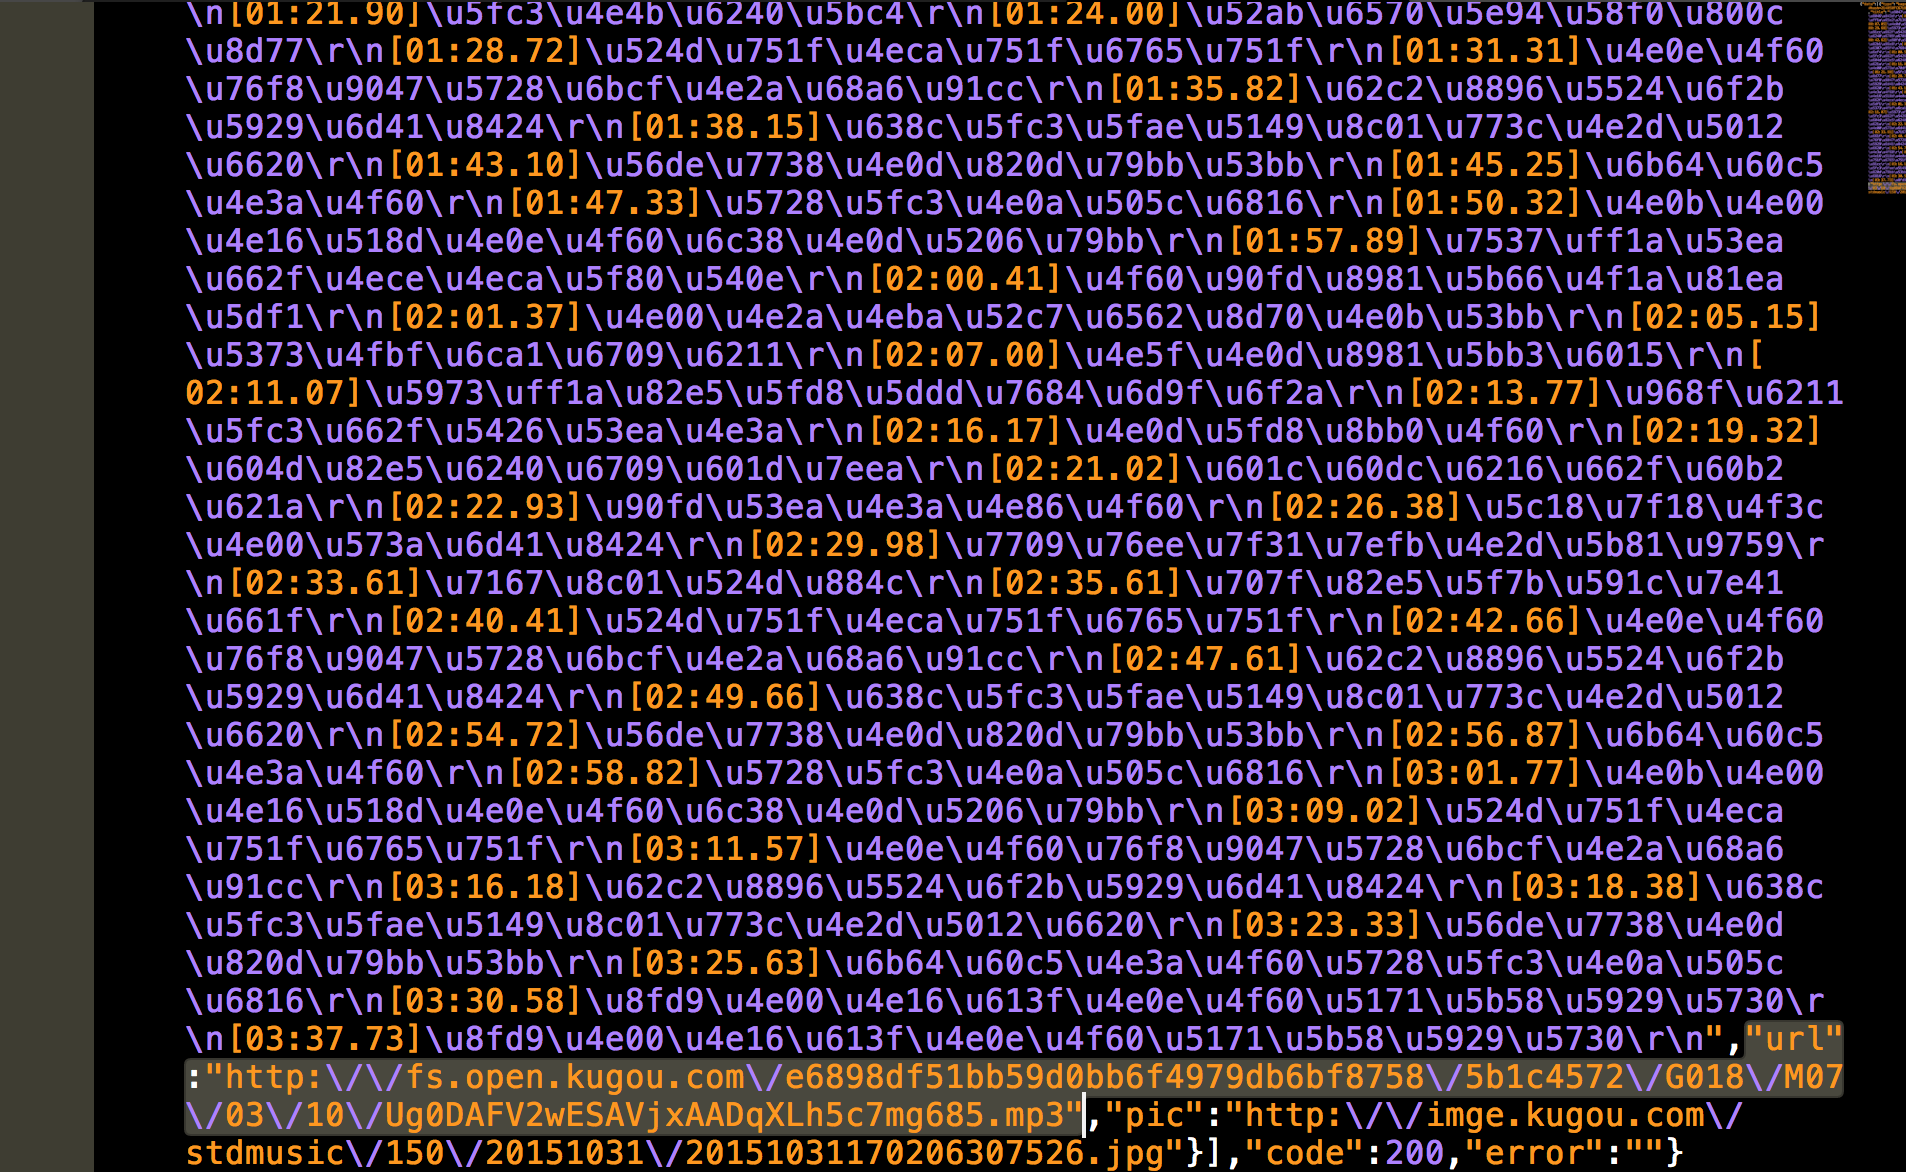 \n[01:21.90]\u5fc3\u4e4b\u6240\u5bc4\r\n[01:24.00]\u52ab\u6570\u5e94\u58f0\u800c
\u8d77\r\n[01:28.72]\u524d\u751f\u4eca\u751f\u6765\u751f\r\n[01:31.31]\u4e0e\u4f60
\u76f8\u9047\u5728\u6bcf\u4e2a\u68a6\u91cc\r\n[01:35.82]\u62c2\u8896\u5524\u6f2b
\u5929\u6d41\u8424\r\n[01:38.15]\u638c\u5fc3\u5fae\u5149\u8c01\u773c\u4e2d\u5012
\u6620\r\n[01:43.10]\u56de\u7738\u4e0d\u820d\u79bb\u53bb\r\n[01:45.25]\u6b64\u60c5
\u4e3a\u4f60\r\n[01:47.33]\u5728\u5fc3\u4e0a\u505c\u6816\r\n[01:50.32]\u4e0b\u4e00
\u4e16\u518d\u4e0e\u4f60\u6c38\u4e0d\u5206\u79bb\r\n[01:57.89]\u7537\uff1a\u53ea
\u662f\u4ece\u4eca\u5f80\u540e\r\n[02:00.41]\u4f60\u90fd\u8981\u5b66\u4f1a\u81ea
\u5df1\r\n[02:01.37]\u4e00\u4e2a\u4eba\u52c7\u6562\u8d70\u4e0b\u53bb\r\n[02:05.15]
\u5373\u4fbf\u6ca1\u6709\u6211\r\n[02:07.00]\u4e5f\u4e0d\u8981\u5bb3\u6015\r\n[
02:11.07]\u5973\uff1a\u82e5\u5fd8\u5ddd\u7684\u6d9f\u6f2a\r\n[02:13.77]\u968f\u6211
\u5fc3\u662f\u5426\u53ea\u4e3a\r\n[02:16.17]\u4e0d\u5fd8\u8bb0\u4f60\r\n[02:19.32]
\u604d\u82e5\u6240\u6709\u601d\u7eea\r\n[02:21.02]\u601c\u60dc\u6216\u662f\u60b2
\u621a\r\n[02:22.93]\u90fd\u53ea\u4e3a\u4e86\u4f60\r\n[02:26.38]\u5c18\u7f18\u4f3c
\u4e00\u573a\u6d41\u8424\r\n[02:29.98]\u7709\u76ee\u7f31\u7efb\u4e2d\u5b81\u9759\r
\n[02:33.61]\u7167\u8c01\u524d\u884c\r\n[02:35.61]\u707f\u82e5\u5f7b\u591c\u7e41
\u661f\r\n[02:40.41]\u524d\u751f\u4eca\u751f\u6765\u751f\r\n[02:42.66]\u4e0e\u4f60
\u76f8\u9047\u5728\u6bcf\u4e2a\u68a6\u91cc\r\n[02:47.61]\u62c2\u8896\u5524\u6f2b
\u5929\u6d41\u8424\r\n[02:49.66]\u638c\u5fc3\u5fae\u5149\u8c01\u773c\u4e2d\u5012
\u6620\r\n[02:54.72]\u56de\u7738\u4e0d\u820d\u79bb\u53bb\r\n[02:56.87]\u6b64\u60c5
\u4e3a\u4f60\r\n[02:58.82]\u5728\u5fc3\u4e0a\u505c\u6816\r\n[03:01.77]\u4e0b\u4e00
\u4e16\u518d\u4e0e\u4f60\u6c38\u4e0d\u5206\u79bb\r\n[03:09.02]\u524d\u751f\u4eca
\u751f\u6765\u751f\r\n[03:11.57]\u4e0e\u4f60\u76f8\u9047\u5728\u6bcf\u4e2a\u68a6
\u91cc\r\n[03:16.18]\u62c2\u8896\u5524\u6f2b\u5929\u6d41\u8424\r\n[03:18.38]\u638c
\u5fc3\u5fae\u5149\u8c01\u773c\u4e2d\u5012\u6620\r\n[03:23.33]\u56de\u7738\u4e0d
\u820d\u79bb\u53bb\r\n[03:25.63]\u6b64\u60c5\u4e3a\u4f60\u5728\u5fc3\u4e0a\u505c
\u6816\r\n[03:30.58]\u8fd9\u4e00\u4e16\u613f\u4e0e\u4f60\u5171\u5b58\u5929\u5730\r
\n[03:37.73]\u8fd9\u4e00\u4e16\u613f\u4e0e\u4f60\u5171\u5b58\u5929\u5730\r\n","url"
:"http:\/\/fs.open.kugou.com\/e6898df51bb59d0bb6f4979db6bf8758\/5b1c4572\/G018\/M07
\/03\/10\/Ug0DAFV2wESAVjxAADqXLh5c7mg685.mp3","pic":"http:\/\/imge.kugou.com\/
stdmusic\/150\/20151031\/20151031170206307526.jpg"}],"code":200,"error":""}